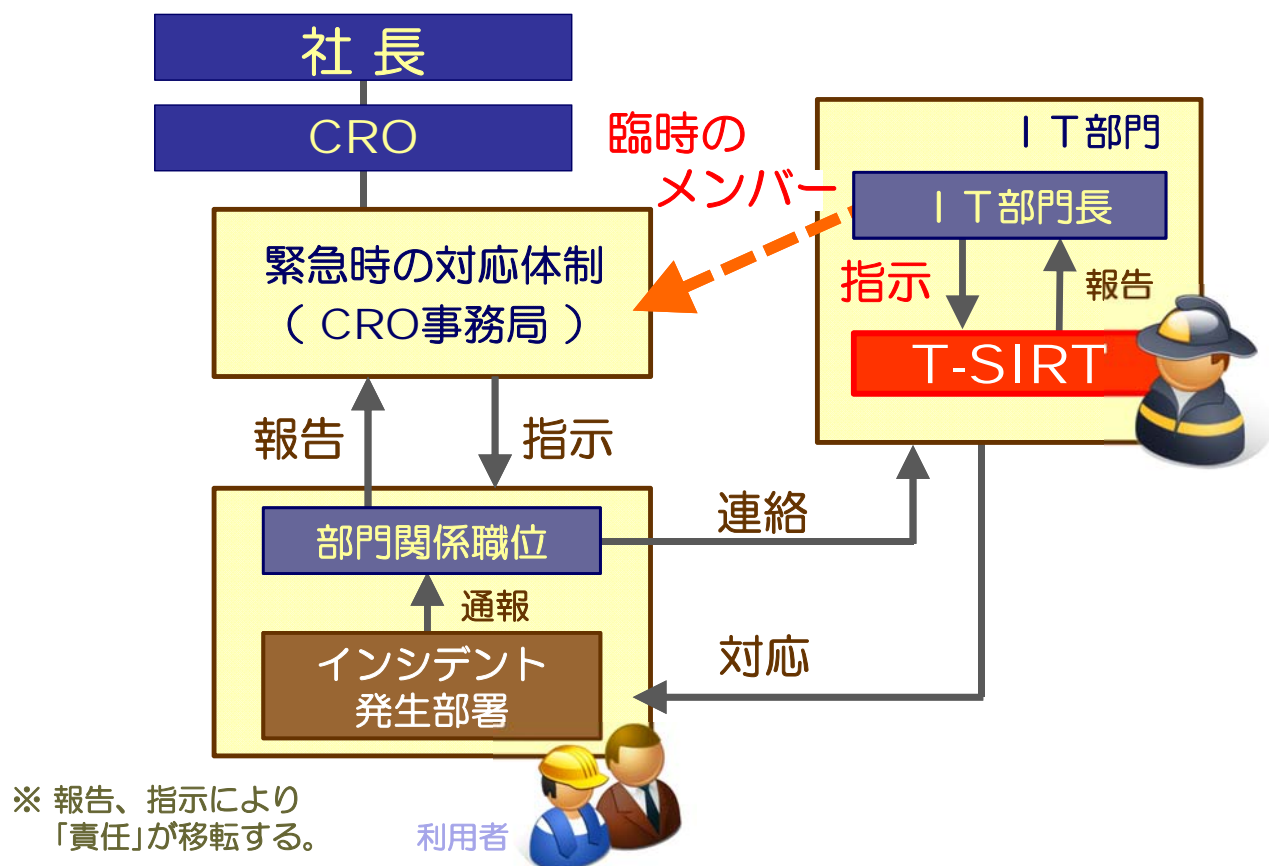 社 長
CRO
臨時の
メンバー
IT部門
IT部門長
指示
報告
T-SIRT
緊急時の対応体制
( CRO事務局 )
報告
指示
部門関係職位
連絡
通報
インシデント
発生部署
対応
※ 報告、指示により
「責任」が移転する。
利用者